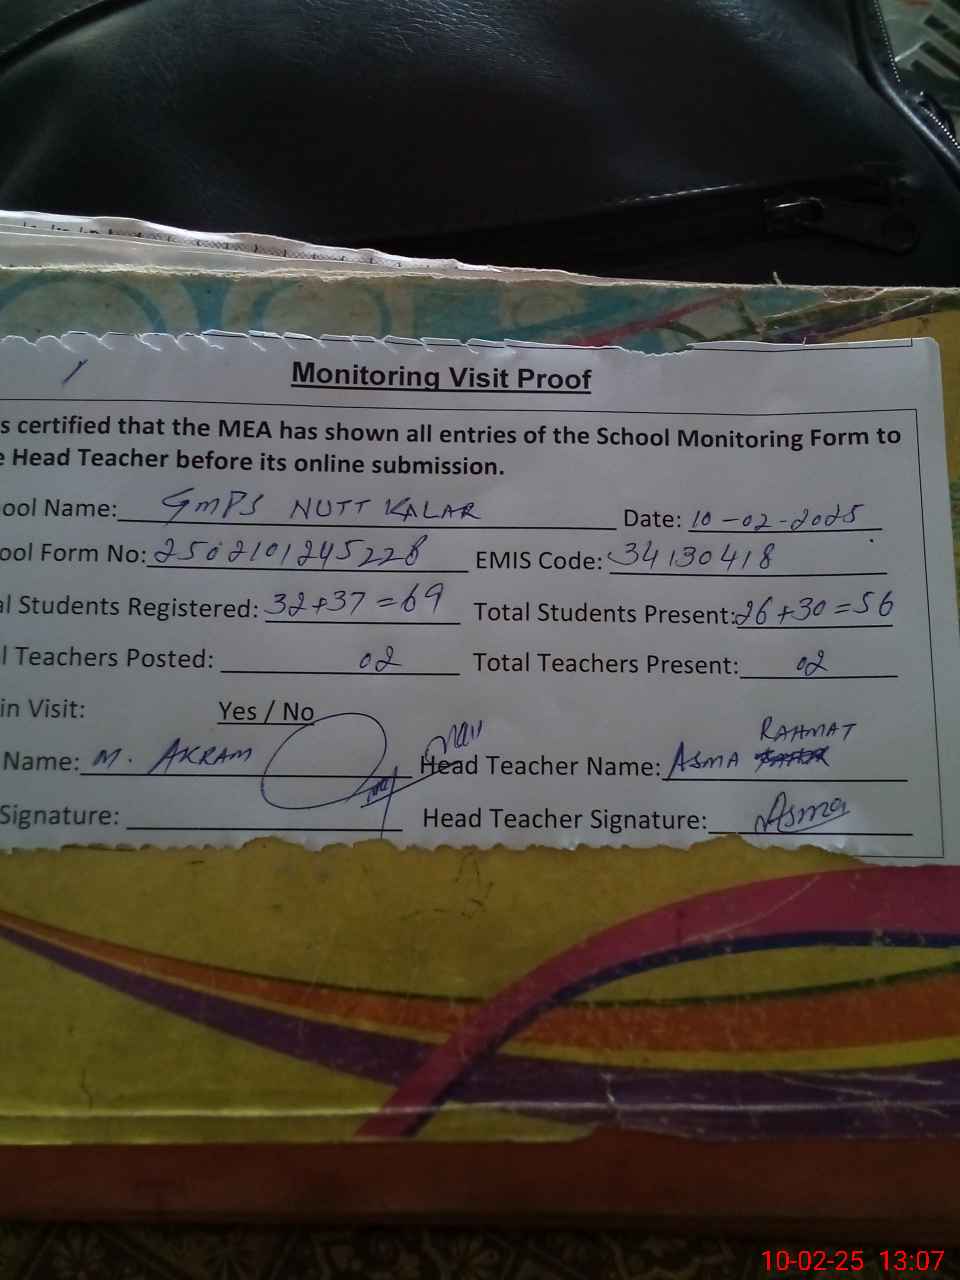 Monitoring Visit Proof
s certified that the MEA has shown all entries of the School Monitoring Form to
e Head Teacher before its online submission.
ool Name: GMPS NUTT KALAR Date: 10-02-2025
ool Form No: 2502101245228 EMIS Code: 34130418
al Students Registered: 32+37=69 Total Students Present: 26+30=56
l Teachers Posted: 02 Total Teachers Present: 02
in Visit: Yes / No
Name: M. AKRAM Head Teacher Name: ASMA RAHMAT
Signature: Head Teacher Signature: Asma
10-02-25 13:07